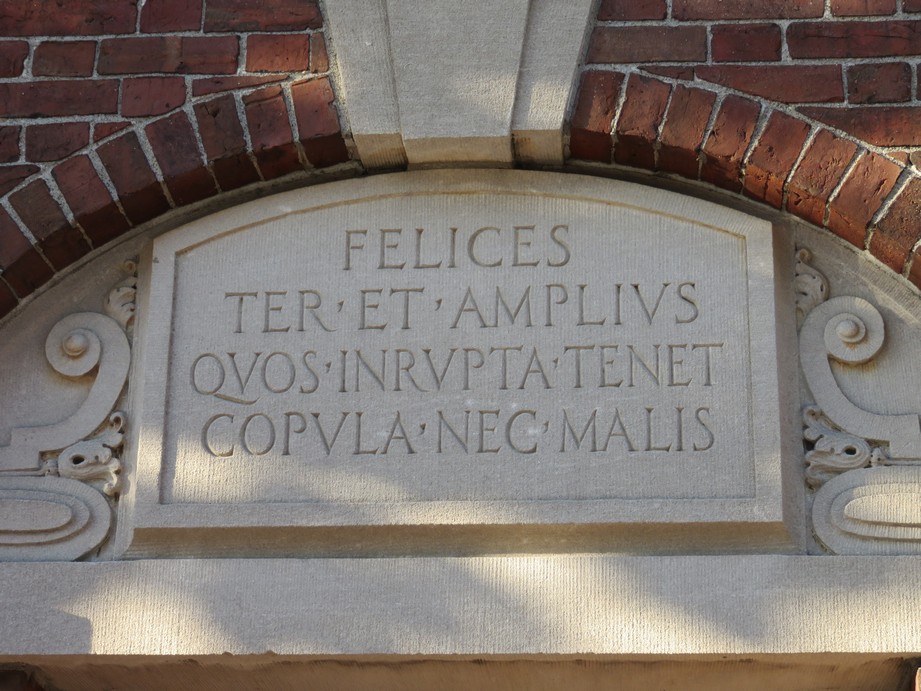 FELICES
TER, ET, AMPLIVS
QVOS, INRVPTA, TENET
COPVLA, NEC, MALIS